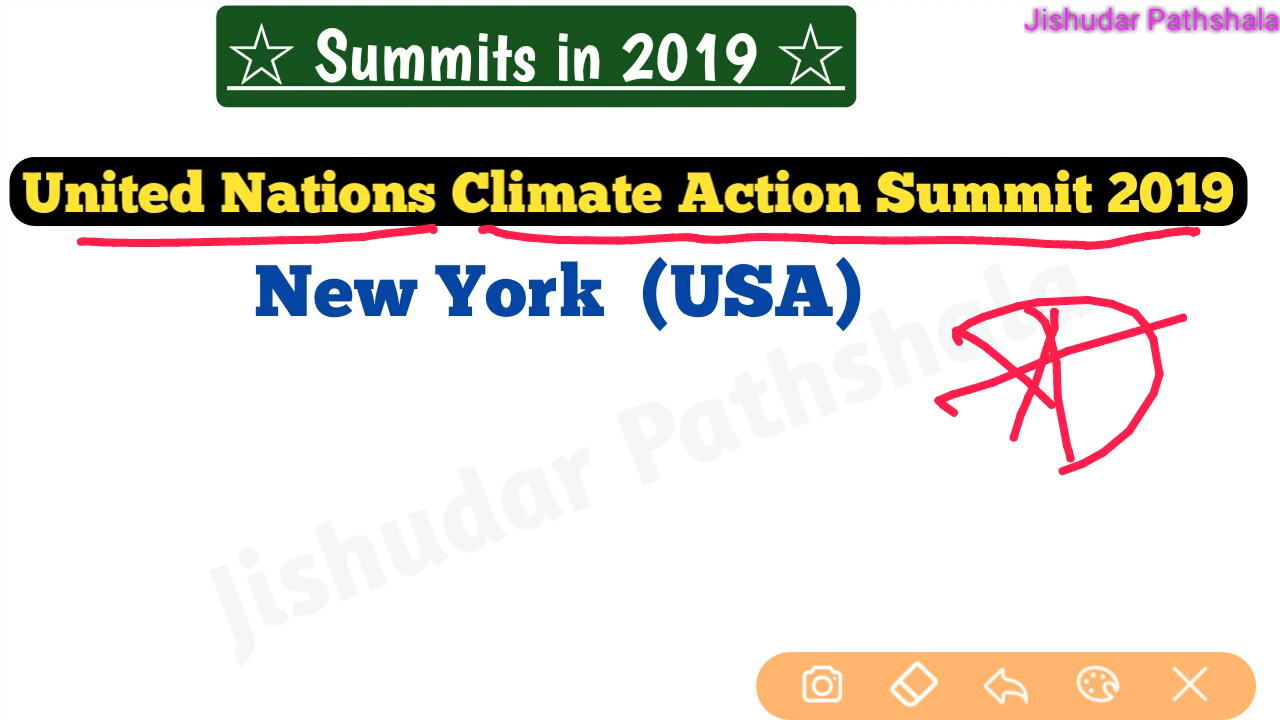 Jishudar Pathshala
☆ Summits in 2019 ☆
United Nations Climate Action Summit 2019
New York (USA)
Jishudar Pathshala